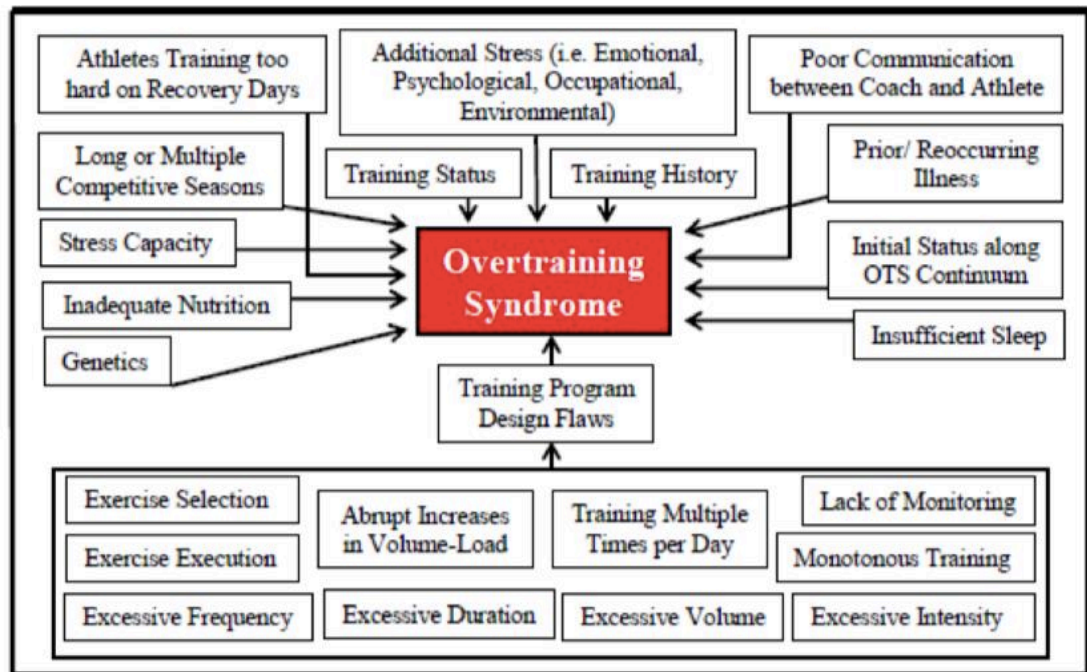 Athletes Training too
hard on Recovery Days
Additional Stress (i.e. Emotional,
Psychological, Occupational,
Environmental)
Poor Communication
between Coach and Athlete
Long or Multiple
Competitive Seasons
Training Status
Training History
Prior/ Reoccurring
Illness
Stress Capacity
Overtraining
Syndrome
Initial Status along
OTS Continuum
Inadequate Nutrition
Insufficient Sleep
Genetics
Training Program
Design Flaws
Exercise Selection
Abrupt Increases
in Volume-Load
Training Multiple
Times per Day
Lack of Monitoring
Exercise Execution
Monotonous Training
Excessive Frequency
Excessive Duration
Excessive Volume
Excessive Intensity